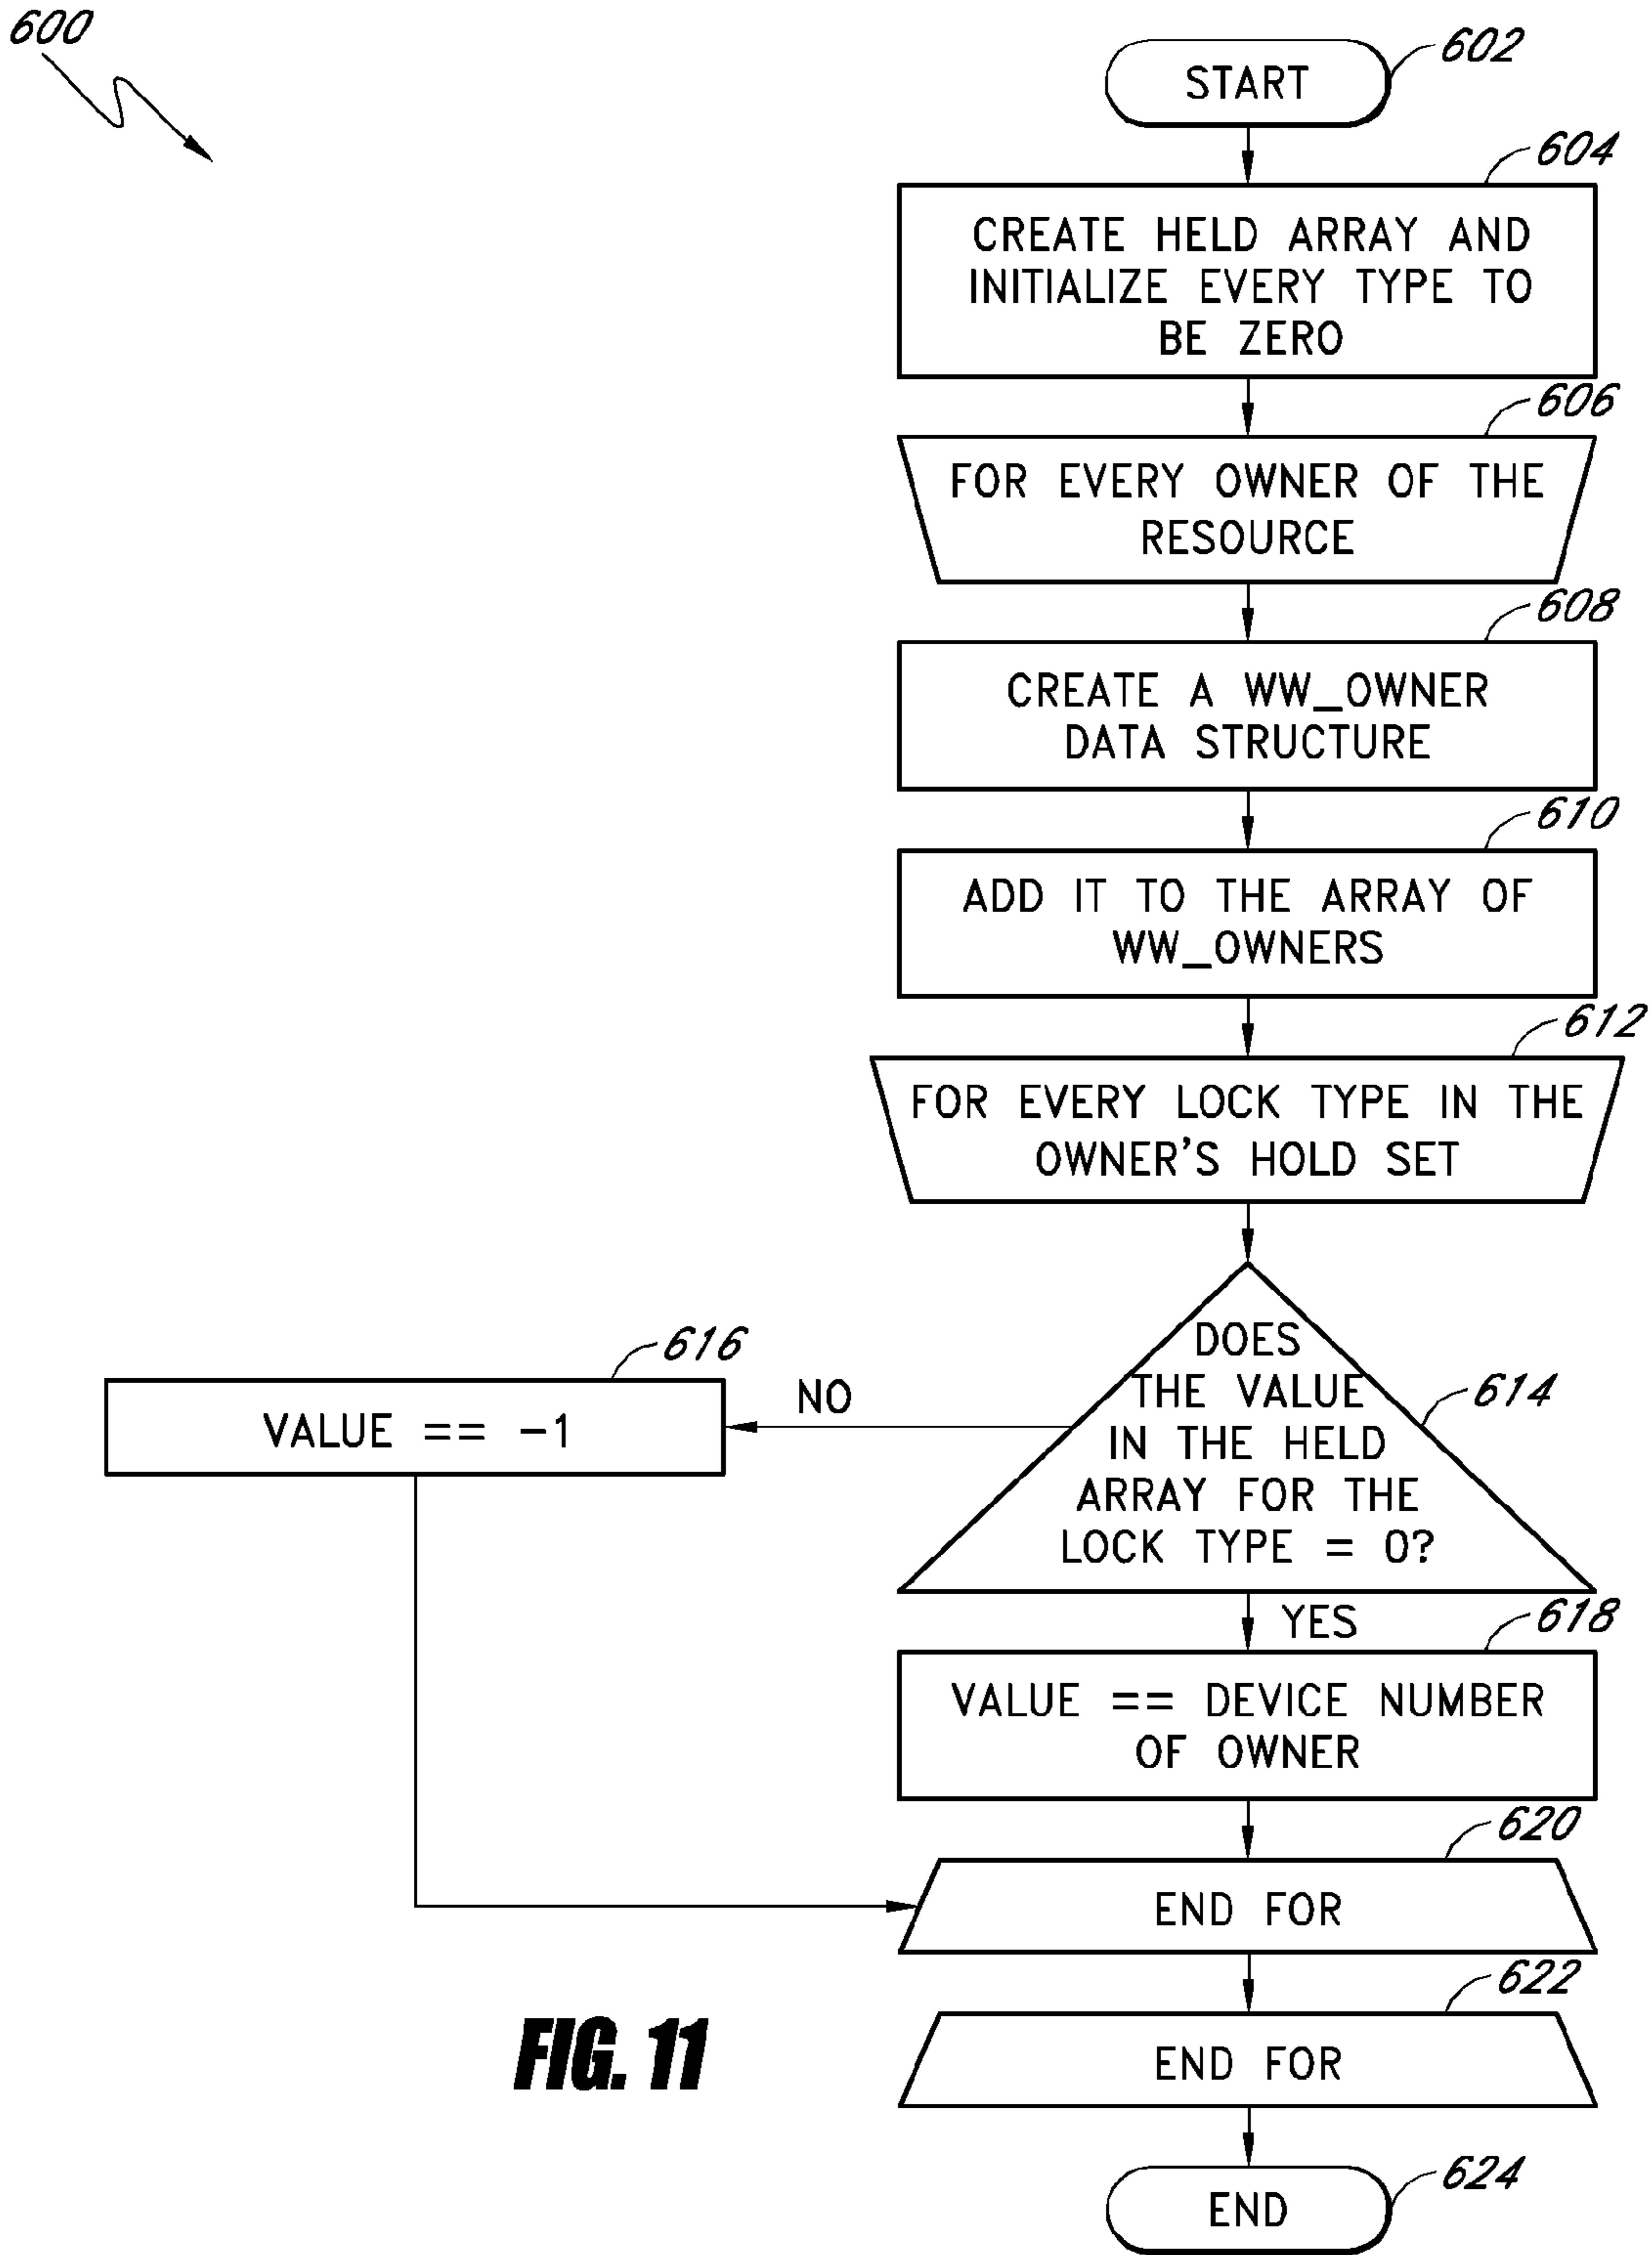 600
START
602
604
CREATE HELD ARRAY AND
INITIALIZE EVERY TYPE TO
BE ZERO
606
FOR EVERY OWNER OF THE
RESOURCE
608
CREATE A WW_OWNER
DATA STRUCTURE
610
ADD IT TO THE ARRAY OF
WW_OWNERS
612
FOR EVERY LOCK TYPE IN THE
OWNER'S HOLD SET
614
DOES
THE VALUE
IN THE HELD
ARRAY FOR THE
LOCK TYPE = 0?
NO
616
VALUE == -1
YES
618
VALUE == DEVICE NUMBER
OF OWNER
620
END FOR
622
END FOR
624
END
FIG. 11